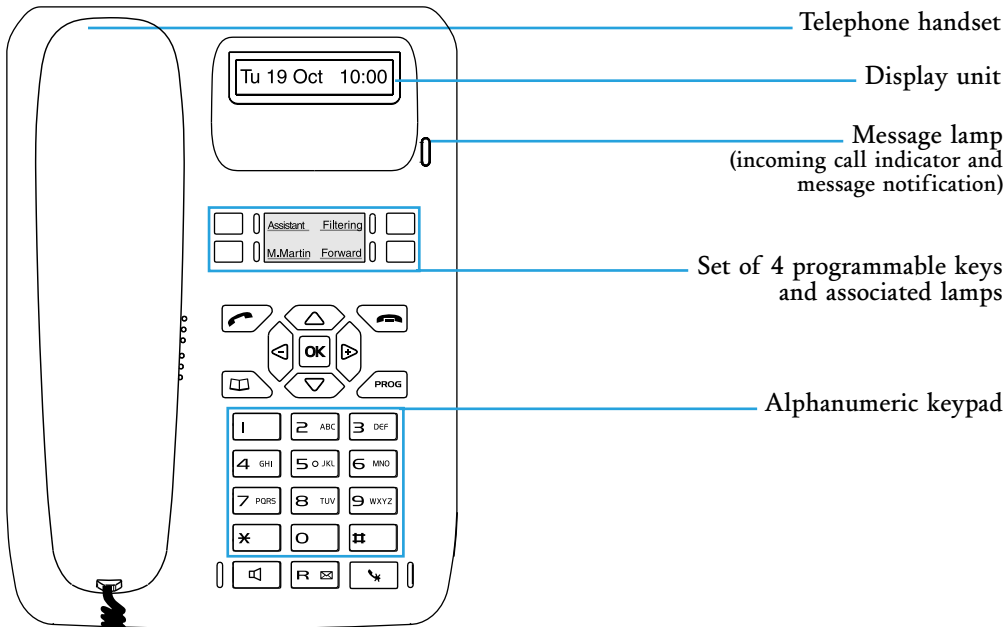 Telephone handset
Tu 19 Oct 10:00
Display unit
Message lamp
(incoming call indicator and
message notification)
Assistant Filtering
M.Martin Forward
Set of 4 programmable keys
and associated lamps
OK
PROG
Alphanumeric keypad
1 2 ABC 3 DEF
4 GHI 5 JKL 6 MNO
7 PQRS 8 TUV 9 WXYZ
* 0 #
R